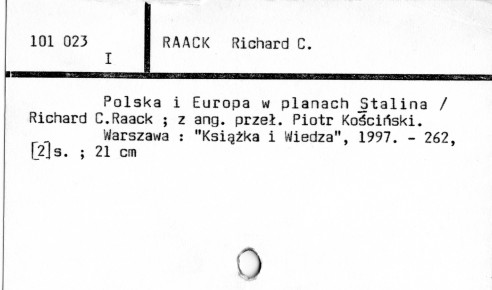 101 023
I
RAACK Richard C.
Polska i Europa w planach Stalina /
Richard C.Raack ; z ang. przeł. Piotr Kościński.
Warszawa : "Książka i Wiedza", 1997. - 262,
[2]s. ; 21 cm